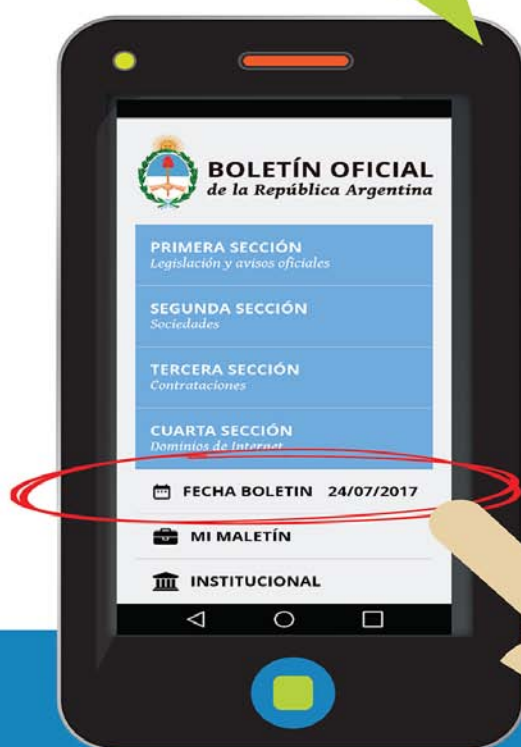 BOLETÍN OFICIAL
de la República Argentina
PRIMERA SECCIÓN
Legislación y avisos oficiales
SEGUNDA SECCIÓN
Sociedades
TERCERA SECCIÓN
Contrataciones
CUARTA SECCIÓN
Dominios de Internet
FECHA BOLETIN 24/07/2017
MI MALETÍN
INSTITUCIONAL